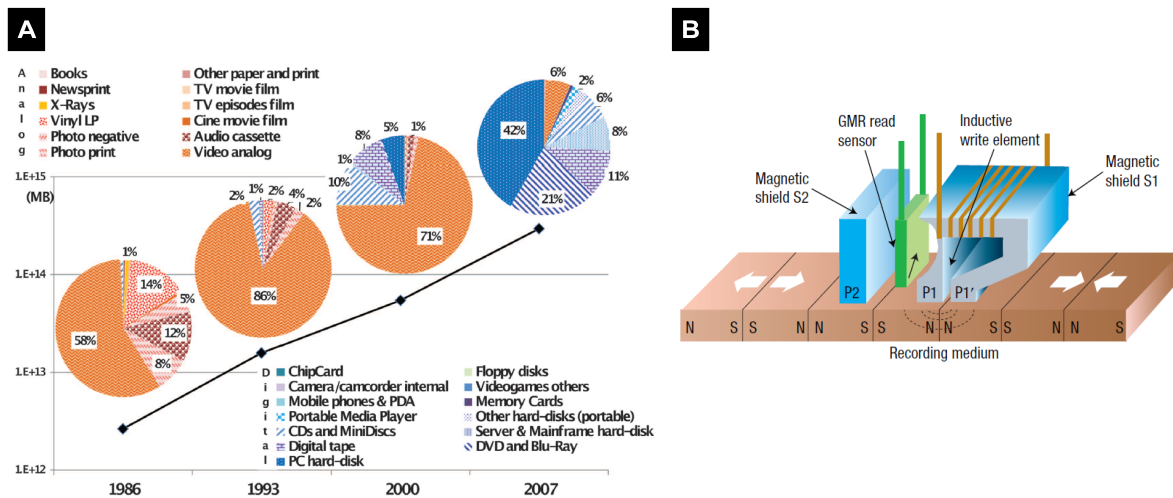 A
A Books Other paper and print
n Newsprint TV movie film
a X-Rays TV episodes film
l Vinyl LP Cine movie film
o Photo negative Audio cassette
g Photo print Video analog
1.E+15
(MB)
1.E+14
1.E+13
1.E+12
1%
14%
5%
12%
8%
58%
2%
1%
2%
4%
2%
86%
1%
8%
5%
1%
10%
71%
6%
2%
6%
8%
11%
21%
42%
D ChipCard Floppy disks
i Camera/camcorder internal Videogames others
g Mobile phones & PDA Memory Cards
i Portable Media Player Other hard-disks (portable)
t CDs and MiniDiscs Server & Mainframe hard-disk
a Digital tape DVD and Blu-Ray
l PC hard-disk
1986 1993 2000 2007
B
GMR read
sensor
Inductive
write element
Magnetic
shield S2
Magnetic
shield S1
P2 P1 P1′
N S S N N S N S N N S S N
Recording medium